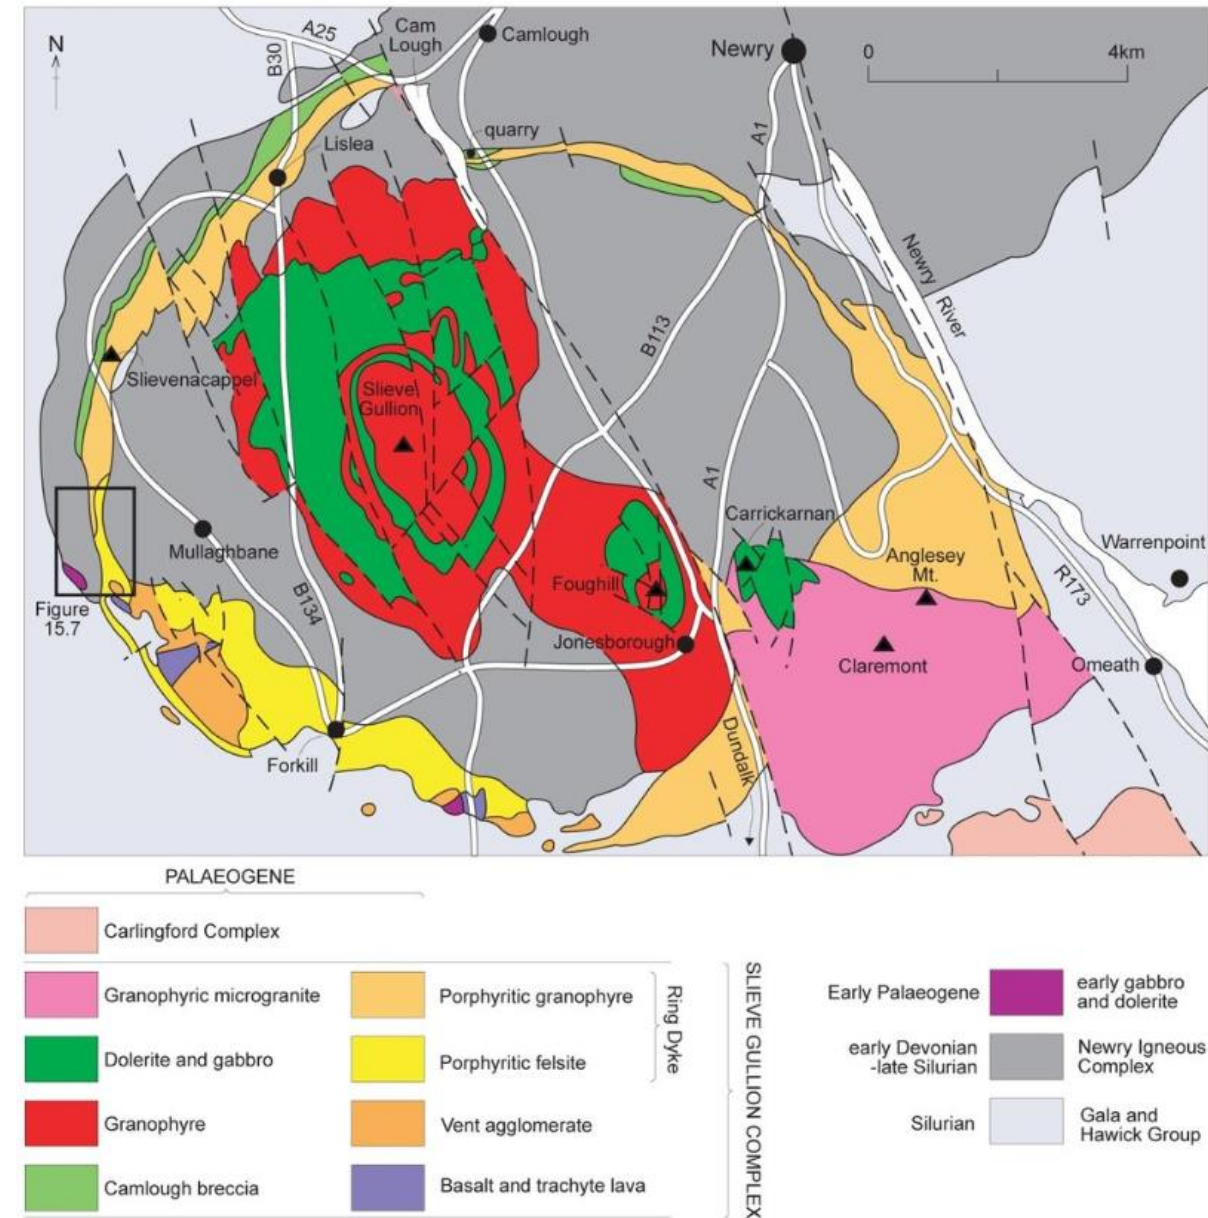 N
A25
Cam
Lough
Camlough
B30
Newry
0
4km
quarry
A1
Lislea
Newry
River
B113
Slievenacappel
Slieve
Gullion
A1
Carrickarnan
Warrenpoint
Mullaghbane
Anglesey
Mt.
Foughill
R173
Figure
15.7
B134
Jonesborough
Claremont
Omeath
Dundalk
Forkill
PALAEOGENE
Carlingford Complex
Granophyric microgranite
Dolerite and gabbro
Granophyre
Camlough breccia
Porphyritic granophyre
Porphyritic felsite
Vent agglomerate
Basalt and trachyte lava
Ring Dyke
SLIEVE GULLION COMPLEX
Early Palaeogene
early gabbro
and dolerite
early Devonian
-late Silurian
Newry Igneous
Complex
Silurian
Gala and
Hawick Group